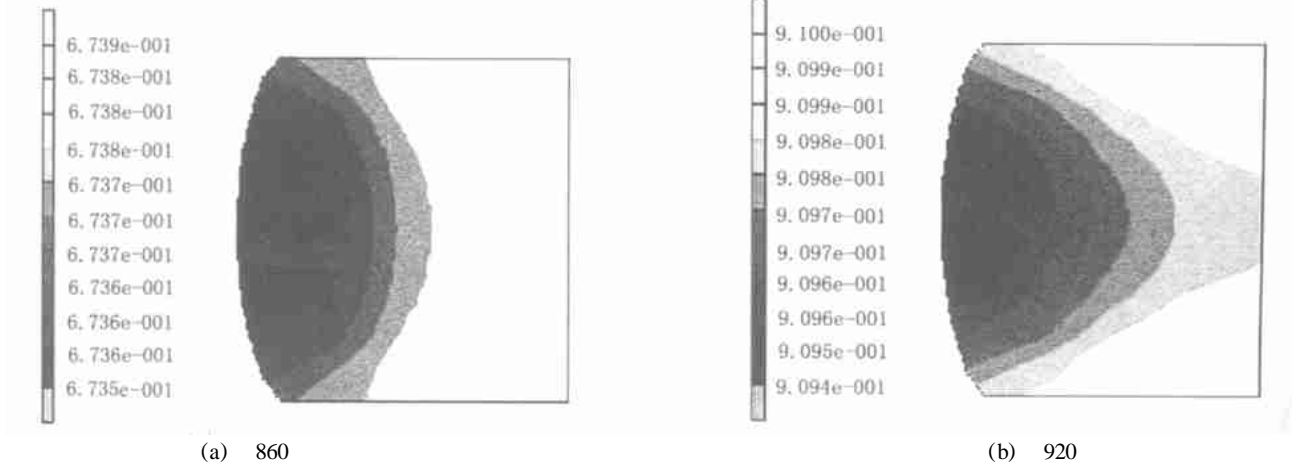 6.739e-001
6.738e-001
6.738e-001
6.738e-001
6.737e-001
6.737e-001
6.737e-001
6.736e-001
6.736e-001
6.736e-001
6.735e-001
(a) 860
9.100e-001
9.099e-001
9.099e-001
9.098e-001
9.098e-001
9.097e-001
9.097e-001
9.096e-001
9.096e-001
9.095e-001
9.094e-001
(b) 920